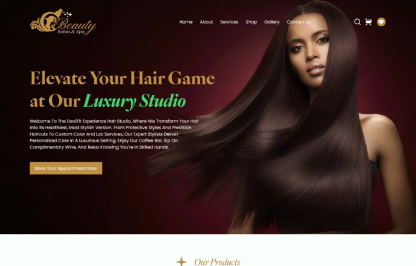 Beauty
Salon & Spa
Home About Services Shop Gallery Contact Us
Elevate Your Hair Game
at Our Luxury Studio
Welcome To The Elev8'It Experience Hair Studio, Where We Transform Your Hair
Into Its Healthiest, Most Stylish Version. From Protective Styles And Precision
Haircuts To Custom Color And Loc Services, Our Expert Stylists Deliver
Personalised Care In A Luxurious Setting. Enjoy Our Coffee Bar, Sip On
Complimentary Wine, And Relax Knowing You're In Skilled Hands.
Book Your Appointment Now
Our Products